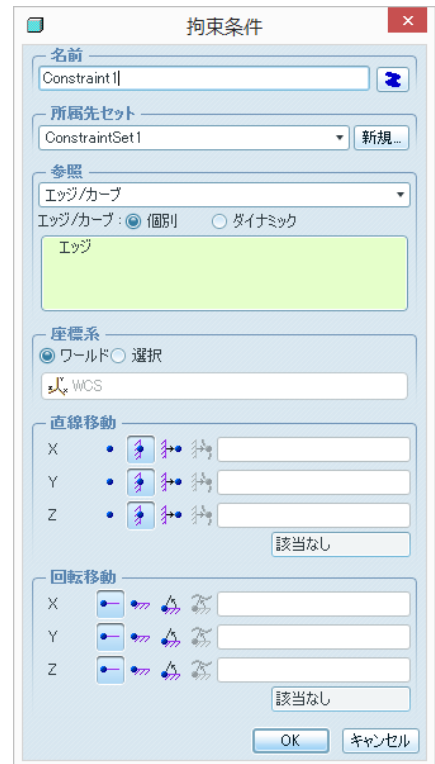 拘束条件
名前
Constraint1
所属先セット
ConstraintSet1
新規...
参照
エッジ/カーブ
エッジ/カーブ : 個別 ダイナミック
エッジ
座標系
ワールド 選択
WCS
直線移動
X
Y
Z
該当なし
回転移動
X
Y
Z
該当なし
OK キャンセル